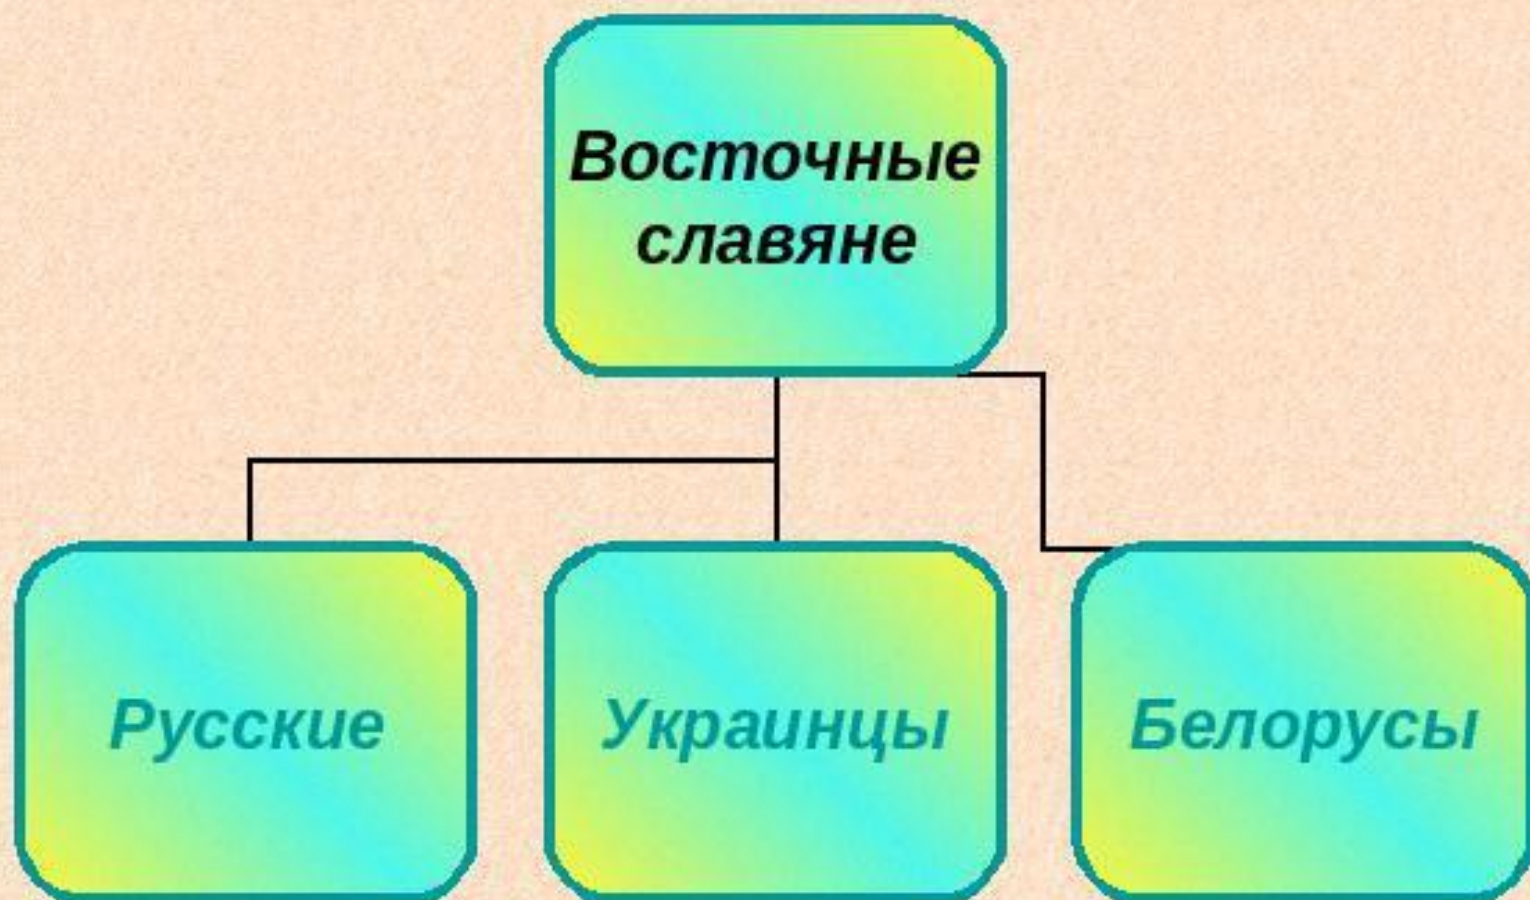 Восточные
славяне
Русские
Украинцы
Белорусы